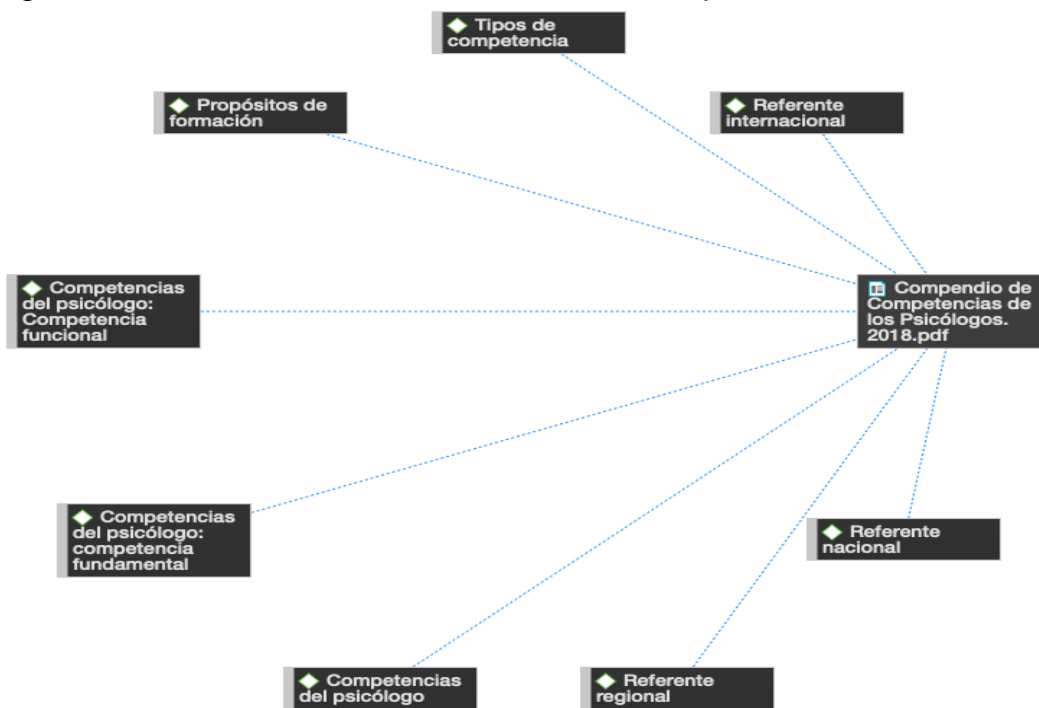 Tipos de
competencia
Propósitos de
formación
Referente
internacional
Competencias
del psicólogo:
Competencia
funcional
Compendio de
Competencias de
los Psicólogos.
2018.pdf
Competencias
del psicólogo:
competencia
fundamental
Referente
nacional
Competencias
del psicólogo
Referente
regional